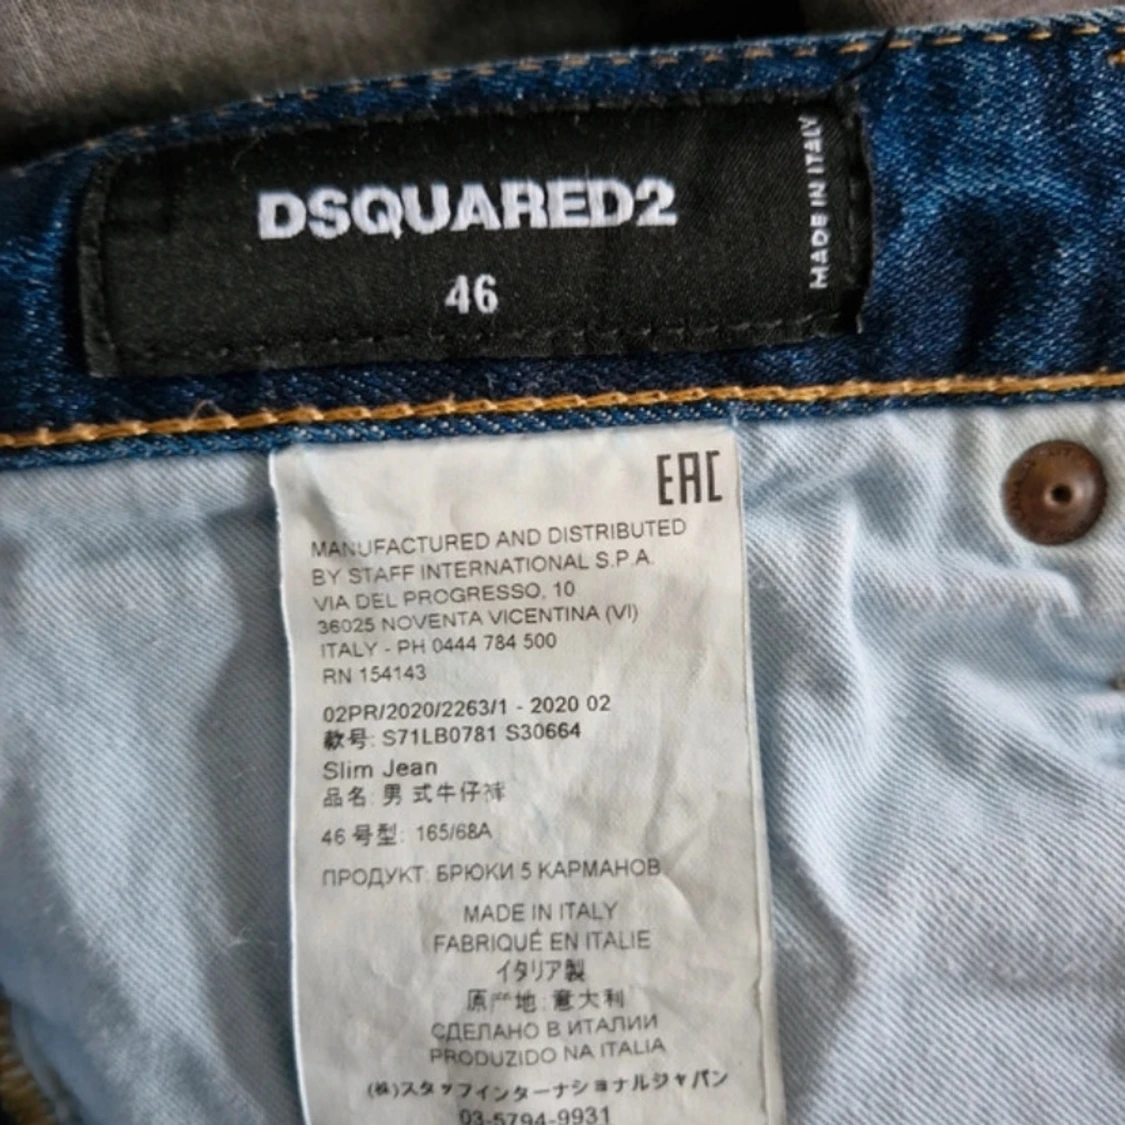 DSQUARED2
46
MADE IN ITALY
EAC
MANUFACTURED AND DISTRIBUTED
BY STAFF INTERNATIONAL S.P.A.
VIA DEL PROGRESSO, 10
36025 NOVENTA VICENTINA (VI)
ITALY - PH 0444 784 500
RN 154143
02PR/2020/2263/1 - 2020 02
款号: S71LB0781 S30664
Slim Jean
品名: 男式牛仔裤
46 号型: 165/68A
ПРОДУКТ: БРЮКИ 5 КАРМАНОВ
MADE IN ITALY
FABRIQUÉ EN ITALIE
イタリア製
原产地: 意大利
СДЕЛАНО В ИТАЛИИ
PRODUZIDO NA ITALIA
(株)スタッフインターナショナルジャパン
03-5794-9931